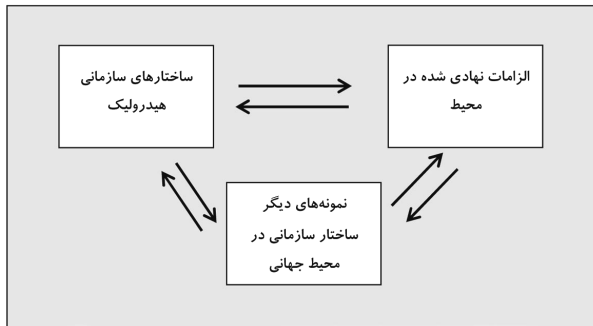 الزامات نهادی شده در
محیط
ساختارهای سازمانی
هیدرولیک
نمونه‌های دیگر
ساختار سازمانی در
محیط جهانی